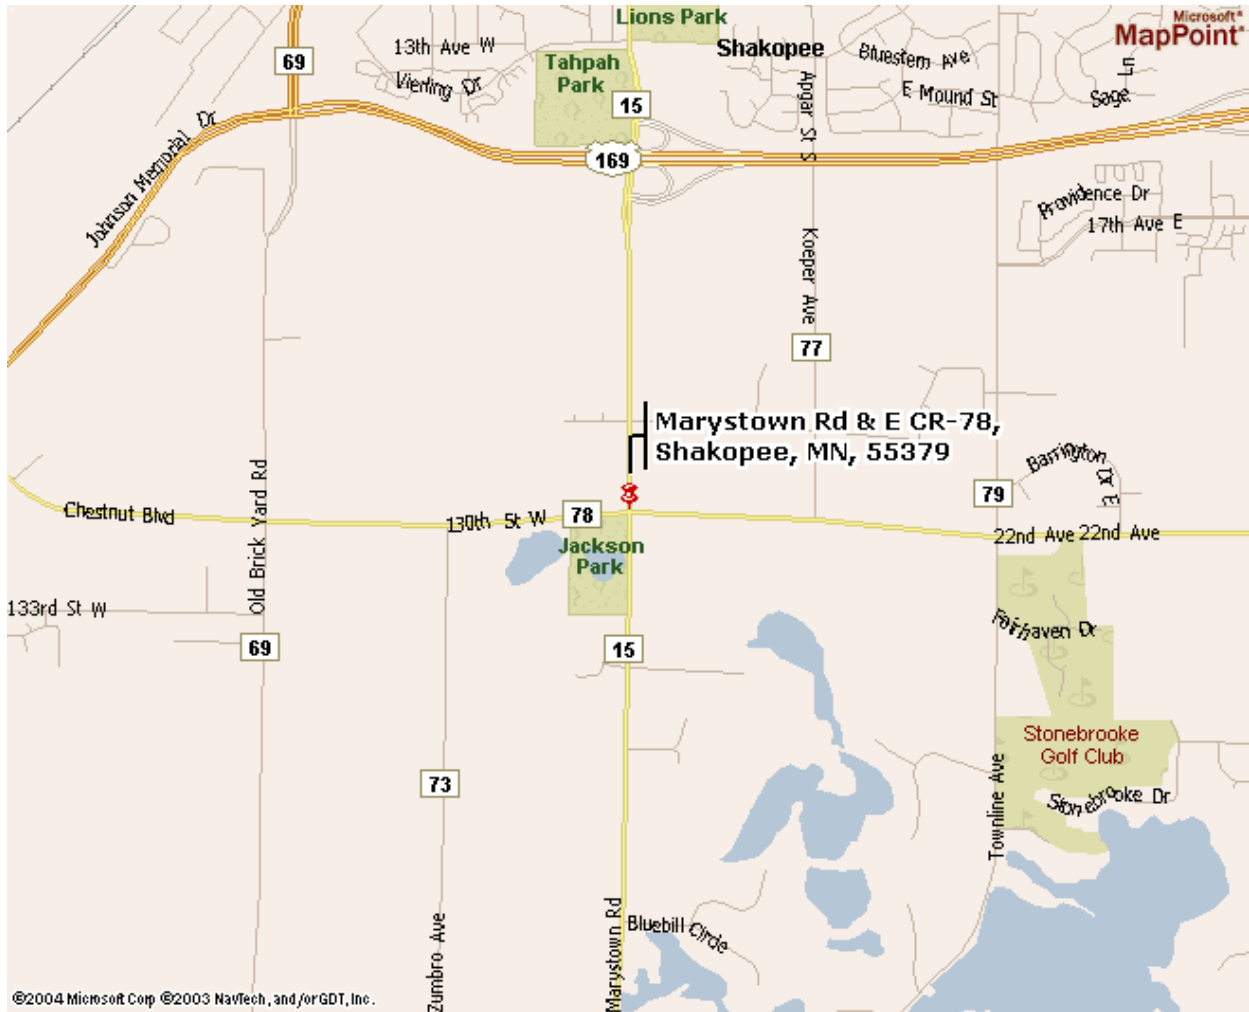 Lions Park
Microsoft®
MapPoint®
13th Ave W
Shakopee
Bluestem Ave
69
Tahpah
Park
Vierling Dr
E Mound St
Sage Ln
15
Apgar St S
Johnson Memorial Dr
169
Providence Dr
17th Ave E
Koeper Ave
77
Marystown Rd & E CR-78,
Shakopee, MN, 55379
Barrington Dr E
79
Old Brick Yard Rd
Chestnut Blvd
130th St W
78
22nd Ave
22nd Ave
Jackson
Park
133rd St W
Fairhaven Dr
69
15
Stonebrooke
Golf Club
73
Townline Ave
Stonebrooke Dr
Zumbro Ave
Marystown Rd
Bluebill Circle
©2004 Microsoft Corp ©2003 NavTech, and/or GDT, Inc.